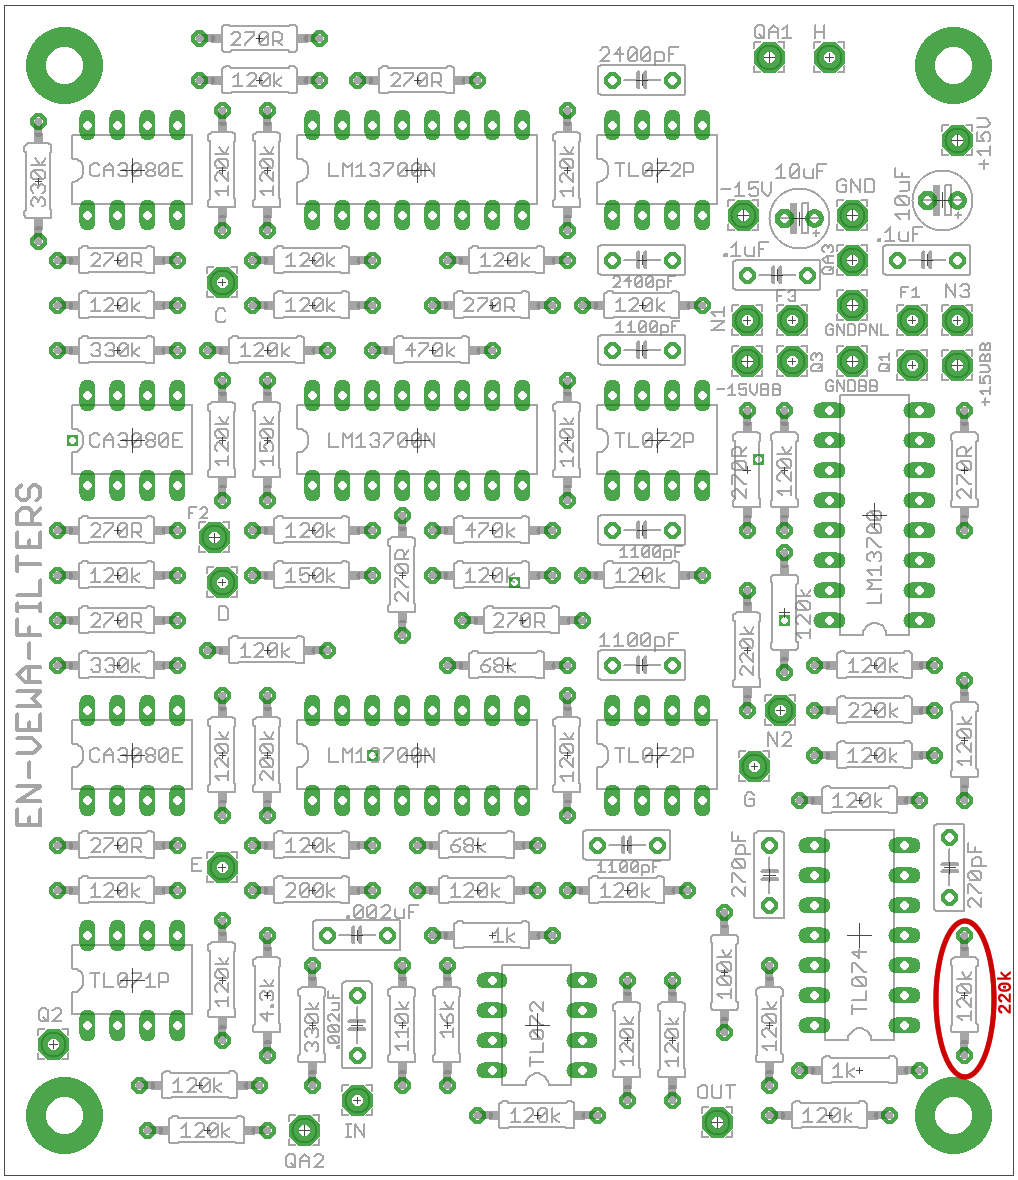 270R
QA1 H
120k 270R
2400pF
+15V
330k CA3080E 120k 120k LM13700N 120k TL072P
-15V 10uF GND 10uF
.1uF QA3 .1uF
270R 120k 120k 2400pF
C 120k 120k 270R 120k
N1 F3 GNDPNL F1 N3
1100pF
330k 120k 470k
Q3 Q1 +15VBB
-15VBB GNDBB
CA3080E 120k 150k LM13700N 120k TL072P
270R 120k 270R
EN-VEWA-FILTERS
F2
270R 120k 470k LM13700
1100pF
120k 150k 270R 120k 120k
D 120k
270R 270R
120k 1100pF 220k
330k 68k 120k
220k
N2
CA3080E 120k 200k LM13700N 120k TL072P 120k 120k
G
120k
270R 120k 68k 1100pF 270pF 270pF
E
120k 200k 120k 120k
.002uF
1k
TL071P 120k 4.3k 100k TL074 120k 220k
Q2 330k .002uF 110k 16k TL072 120k 120k 120k
120k 1k
OUT
120k IN 120k 120k
QA2